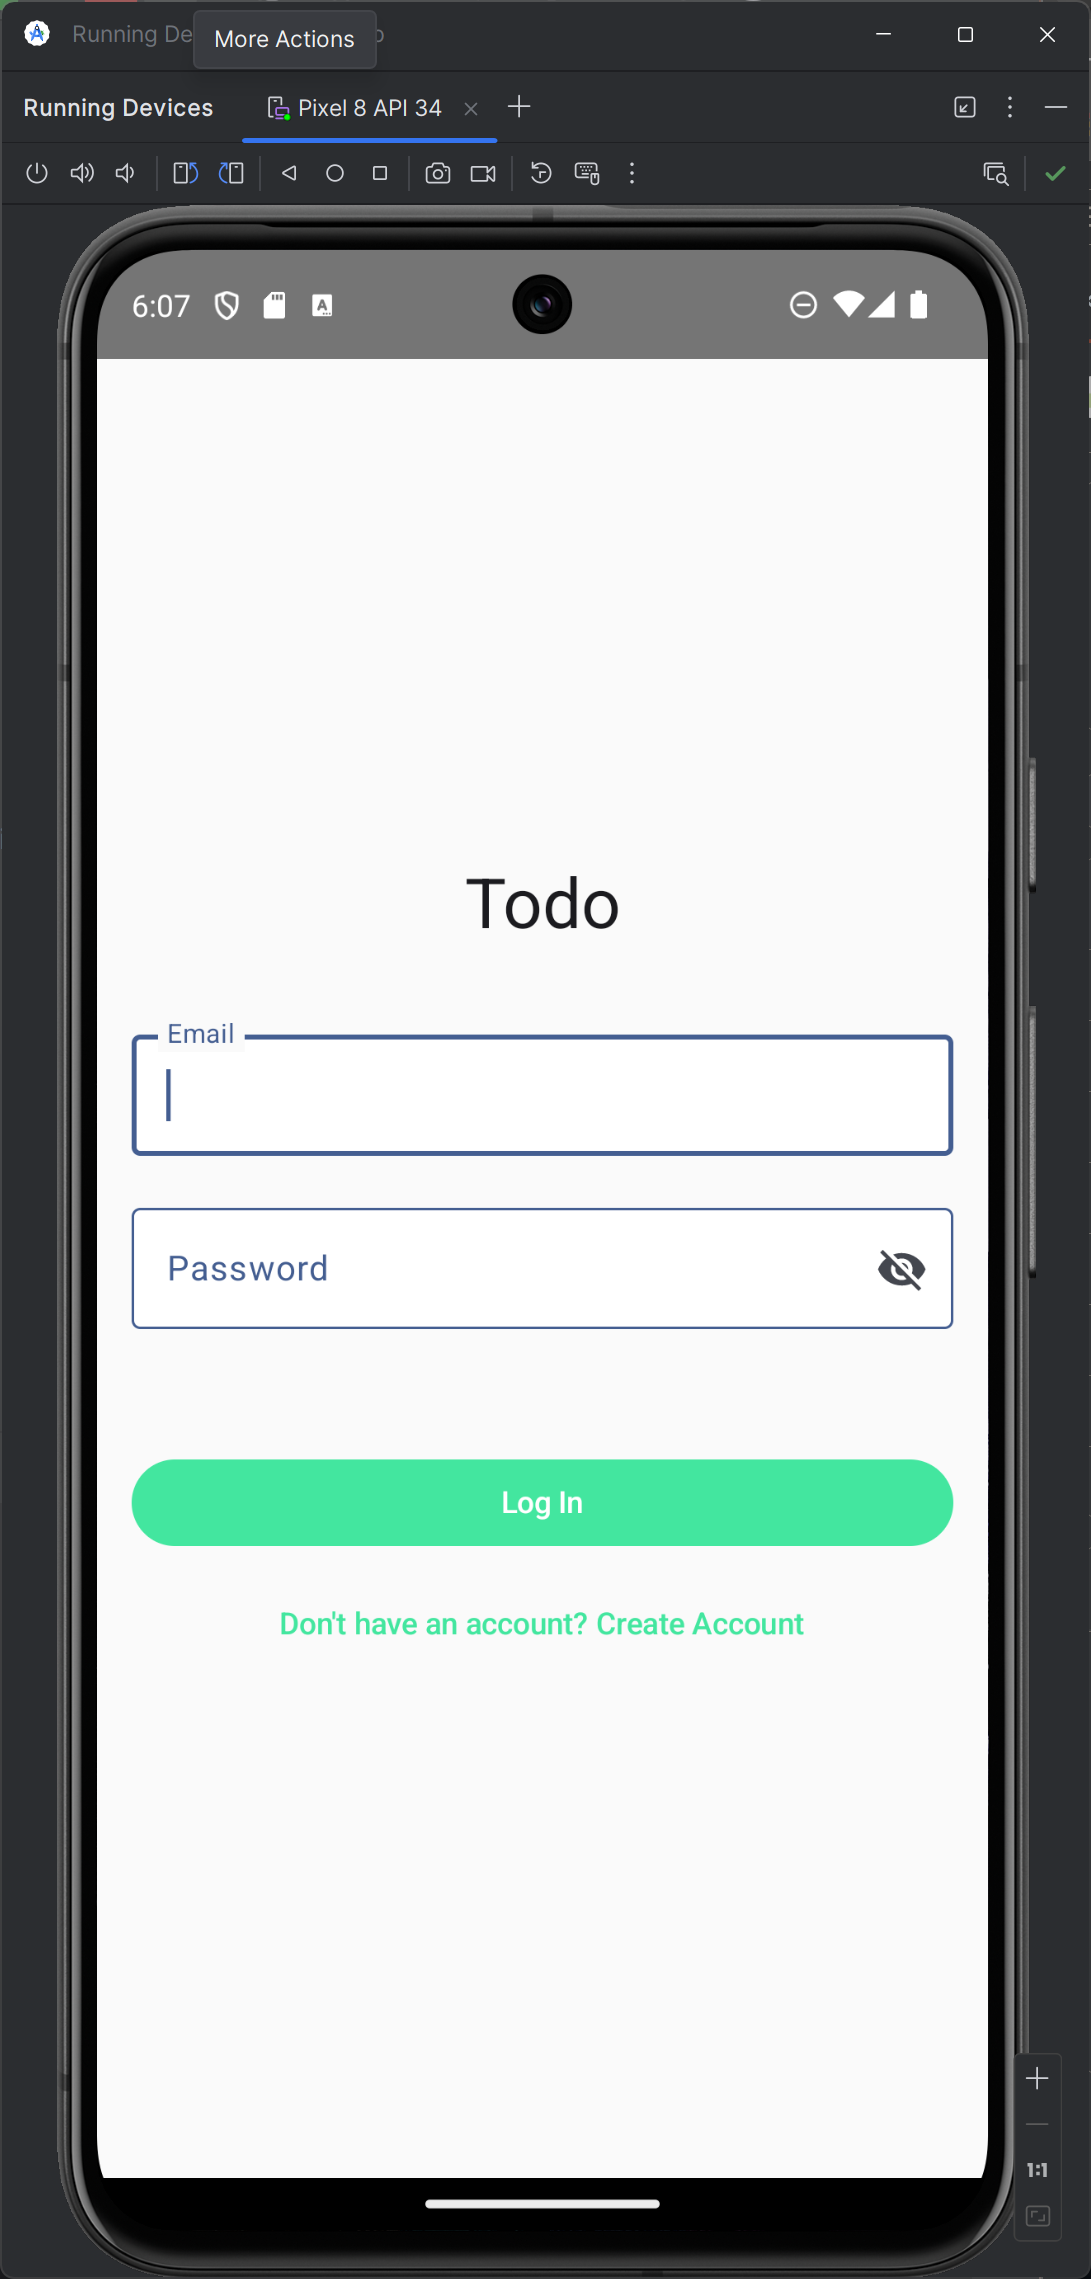 Running De
More Actions
Running Devices
Pixel 8 API 34
6:07
A
Todo
Email
Password
Log In
Don't have an account? Create Account
1:1